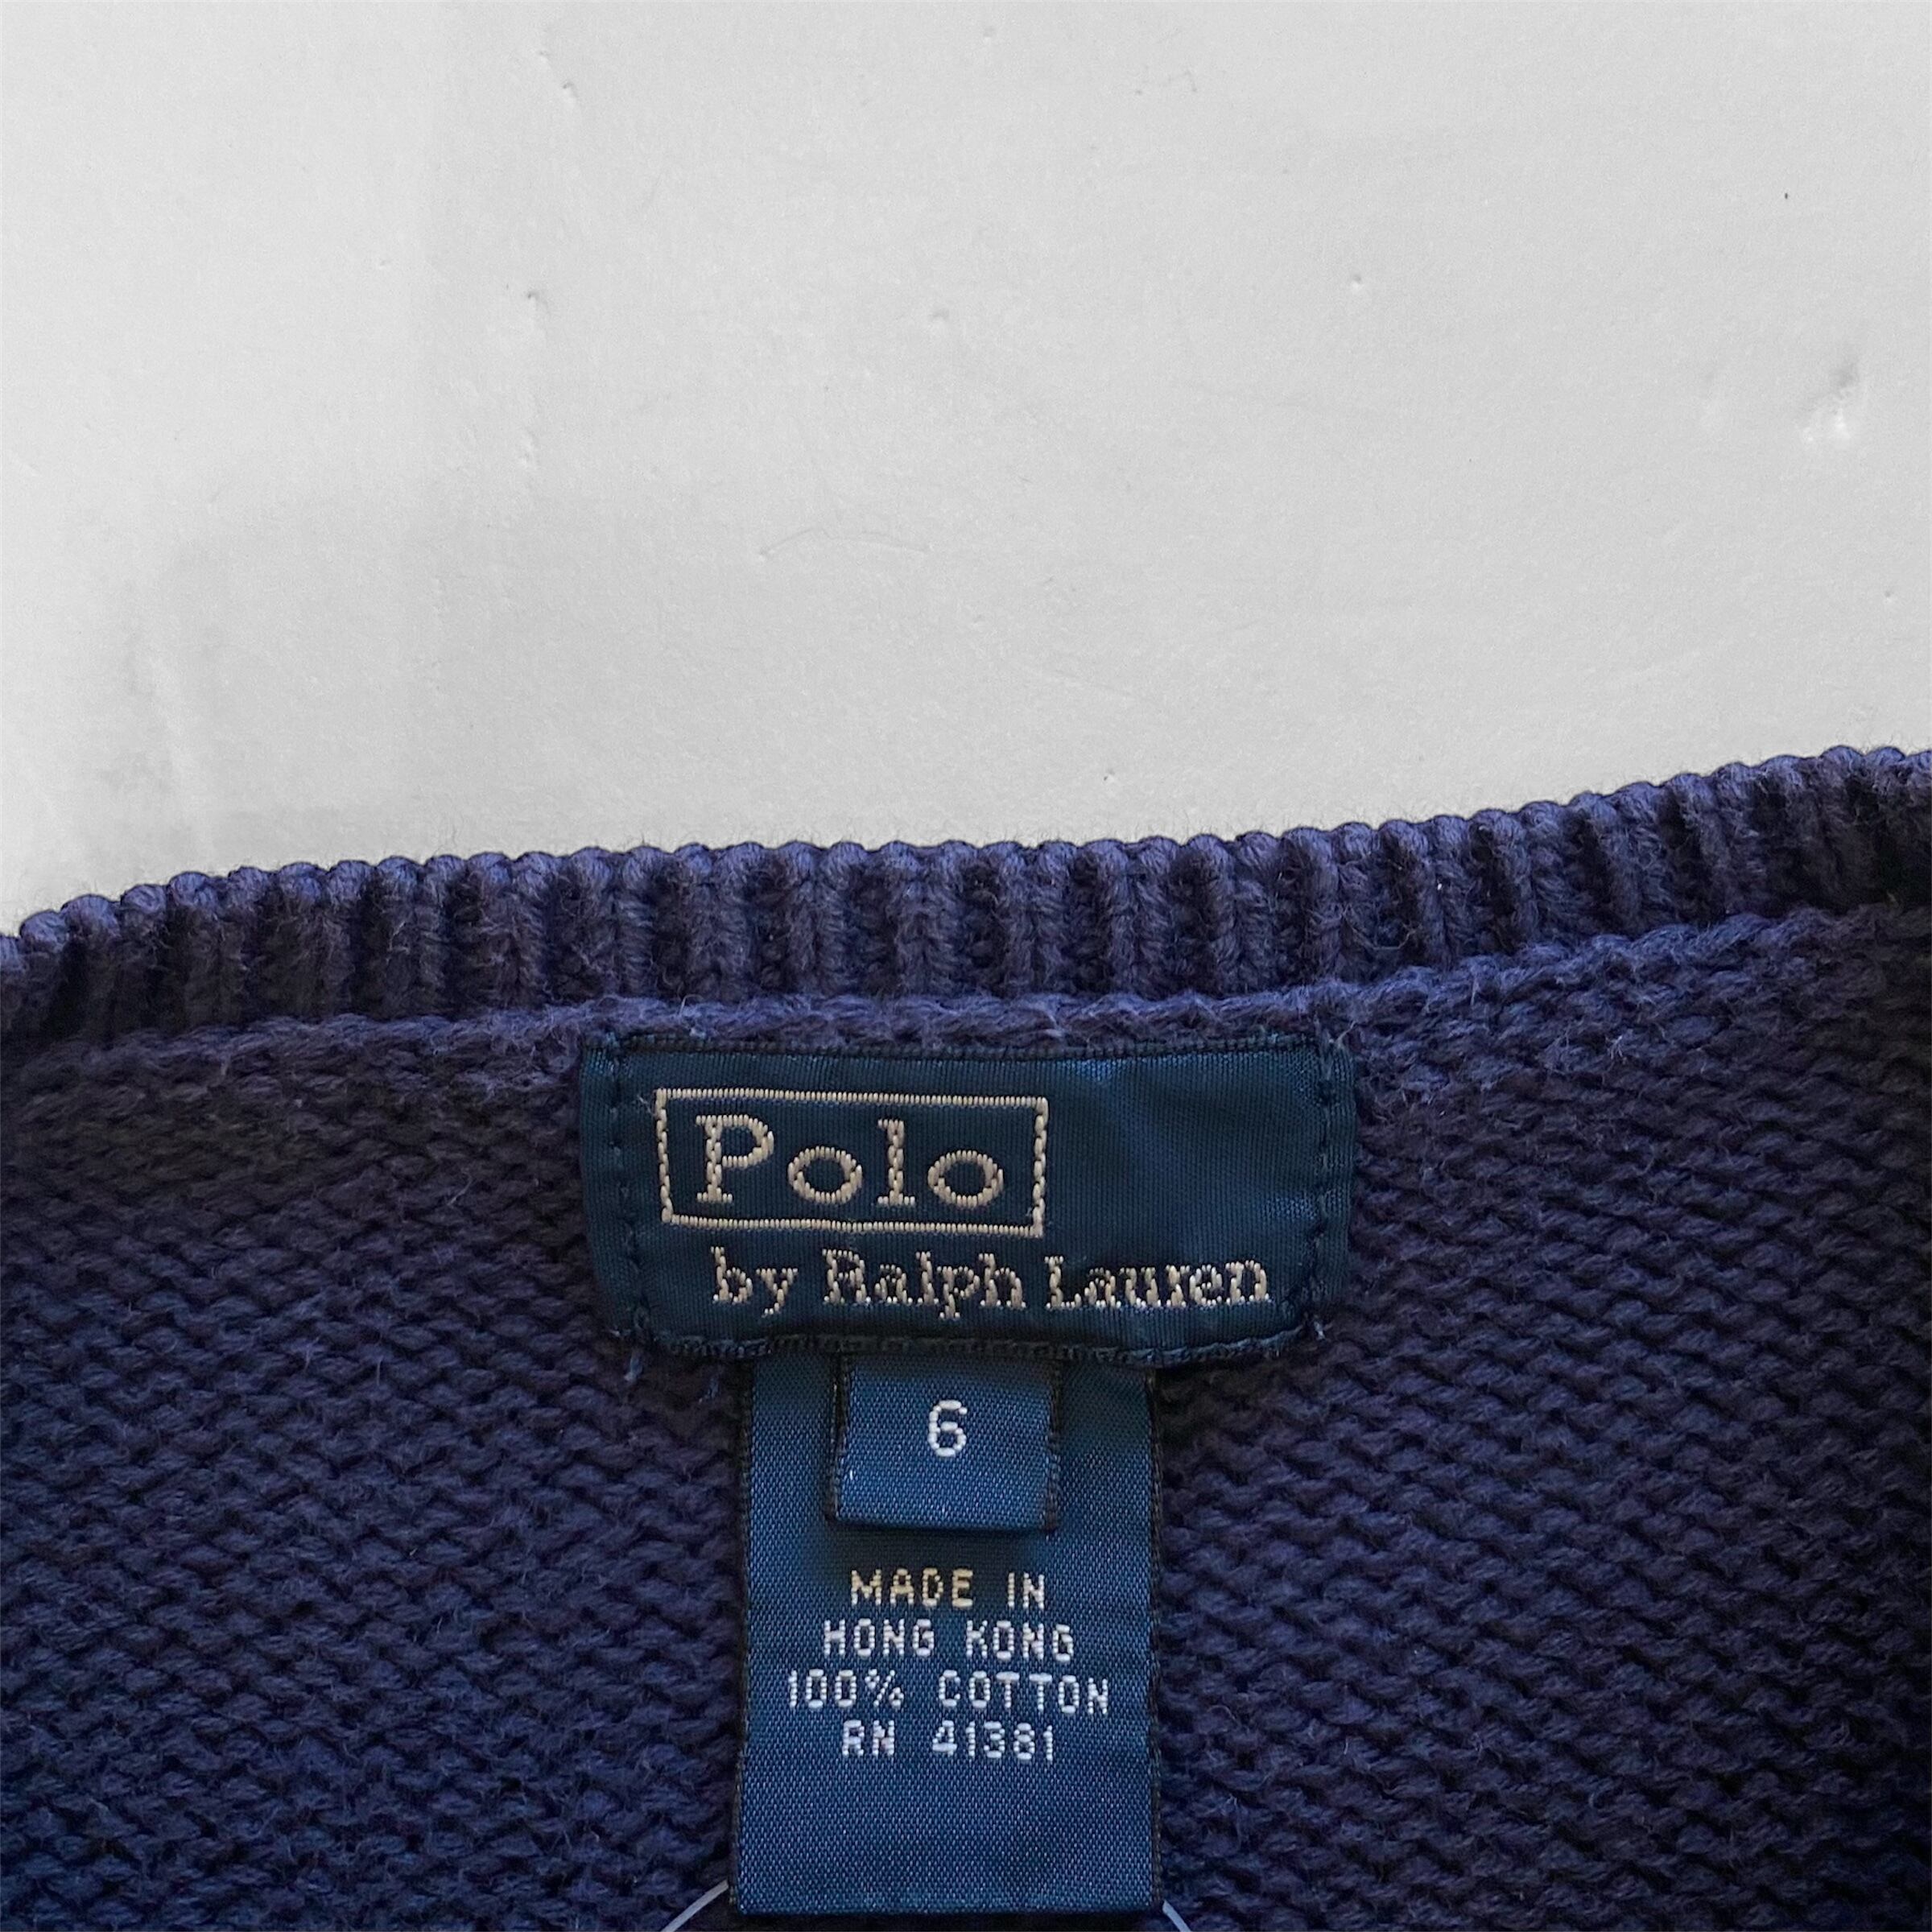 Polo
by Ralph Lauren
6
MADE IN
HONG KONG
100% COTTON
RN 41381